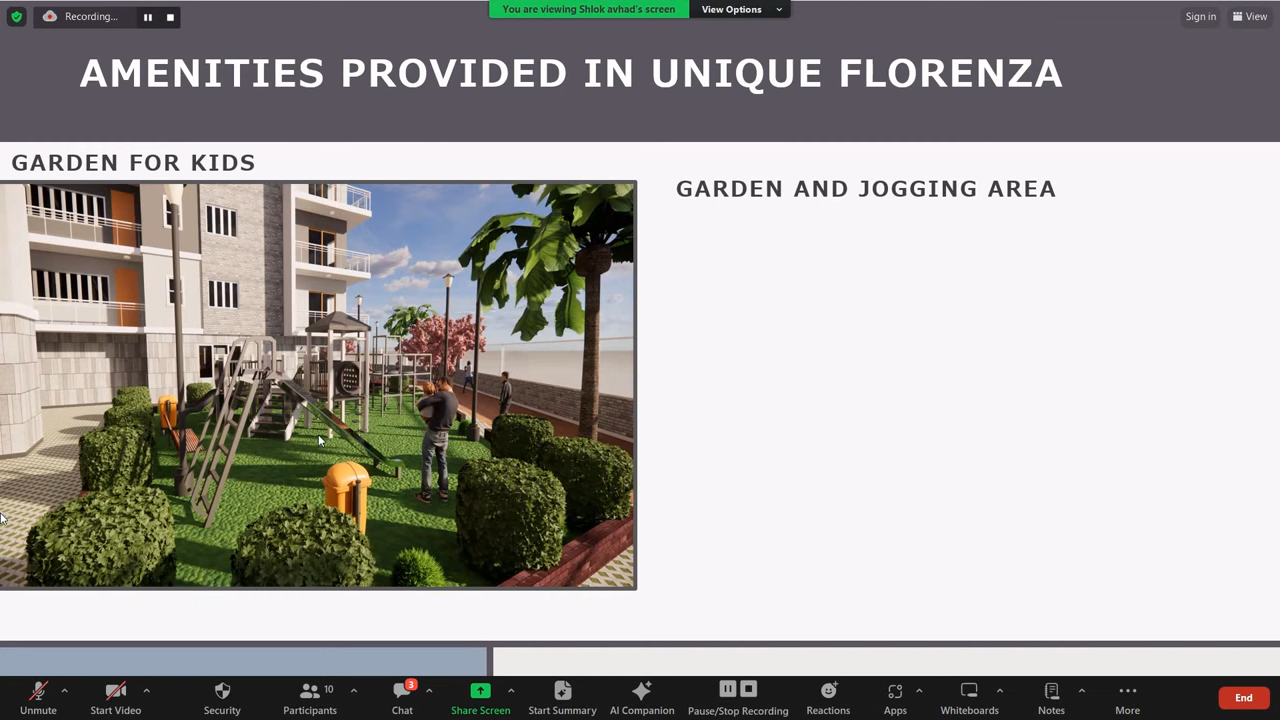 Recording...
You are viewing Shlok avhad's screen
View Options
Sign in
View
AMENITIES PROVIDED IN UNIQUE FLORENZA
GARDEN FOR KIDS
GARDEN AND JOGGING AREA
Unmute
Start Video
Security
10
Participants
3
Chat
Share Screen
Start Summary
AI Companion
Pause/Stop Recording
Reactions
Apps
Whiteboards
Notes
More
End